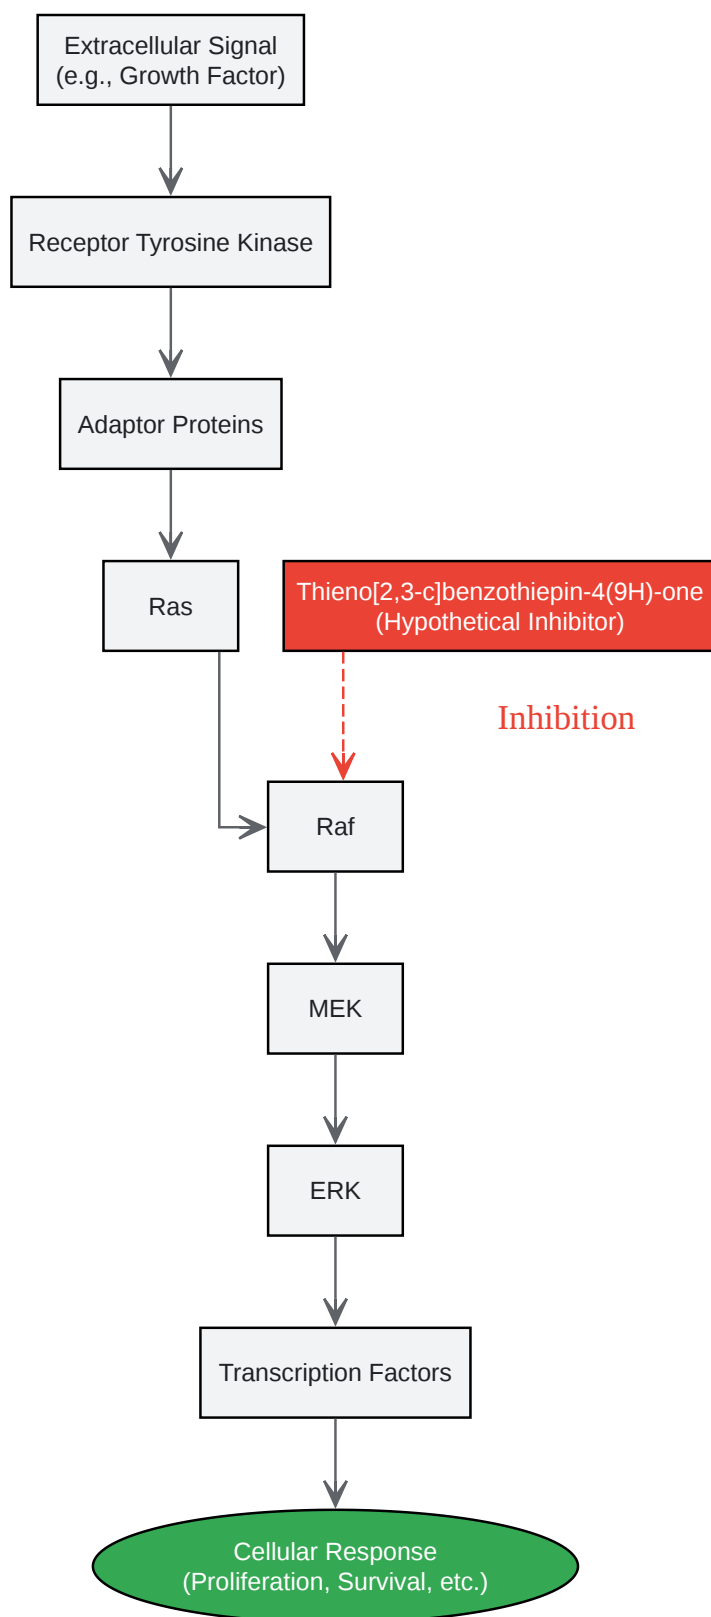 Extracellular Signal
(e.g., Growth Factor)
Receptor Tyrosine Kinase
Adaptor Proteins
Ras
Thieno[2,3-c]benzothiepin-4(9H)-one
(Hypothetical Inhibitor)
Inhibition
Raf
MEK
ERK
Transcription Factors
Cellular Response
(Proliferation, Survival, etc.)